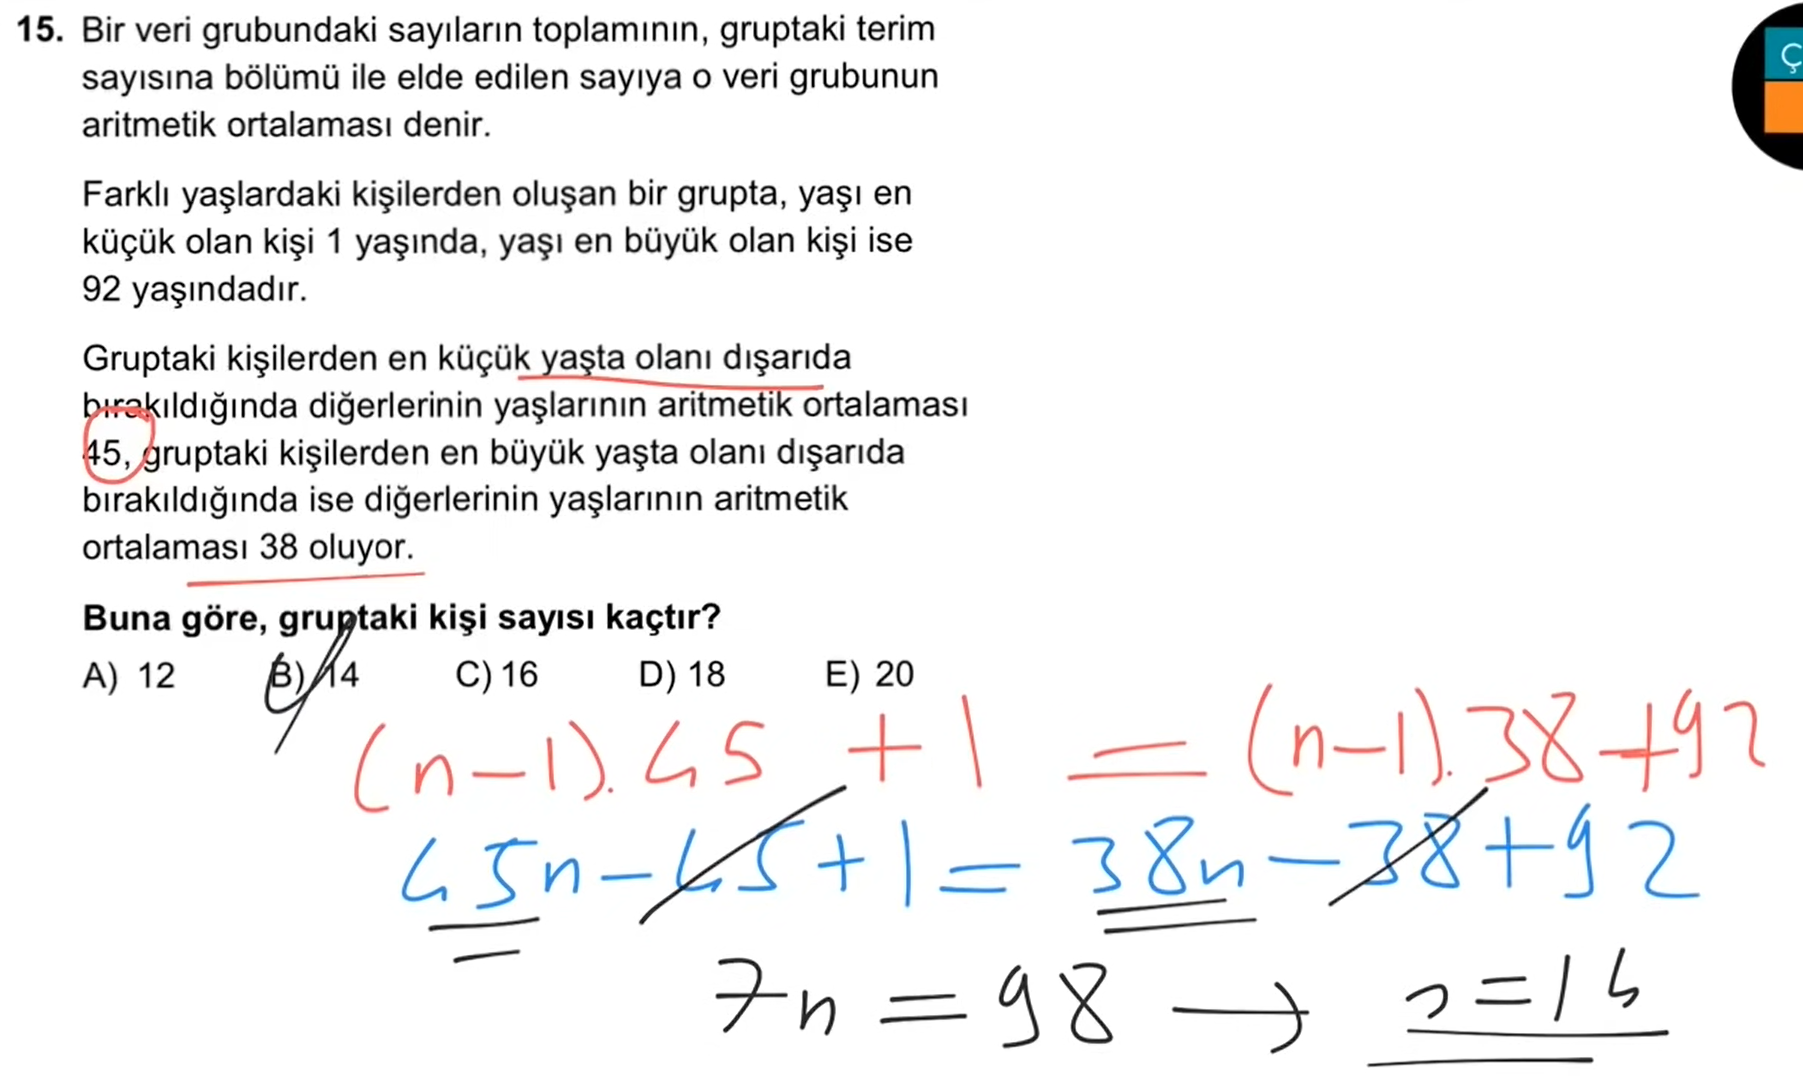 15. Bir veri grubundaki sayıların toplamının, gruptaki terim
sayısına bölümü ile elde edilen sayıya o veri grubunun
aritmetik ortalaması denir.
Farklı yaşlardaki kişilerden oluşan bir grupta, yaşı en
küçük olan kişi 1 yaşında, yaşı en büyük olan kişi ise
92 yaşındadır.
Gruptaki kişilerden en küçük yaşta olanı dışarıda
bırakıldığında diğerlerinin yaşlarının aritmetik ortalaması
45, gruptaki kişilerden en büyük yaşta olanı dışarıda
bırakıldığında ise diğerlerinin yaşlarının aritmetik
ortalaması 38 oluyor.
Buna göre, gruptaki kişi sayısı kaçtır?
A) 12 B) 14 C) 16 D) 18 E) 20
(n-1).45 + 1 = (n-1).38+92
45n-45+1= 38n-38+92
7n = 98 → n=14
Ç